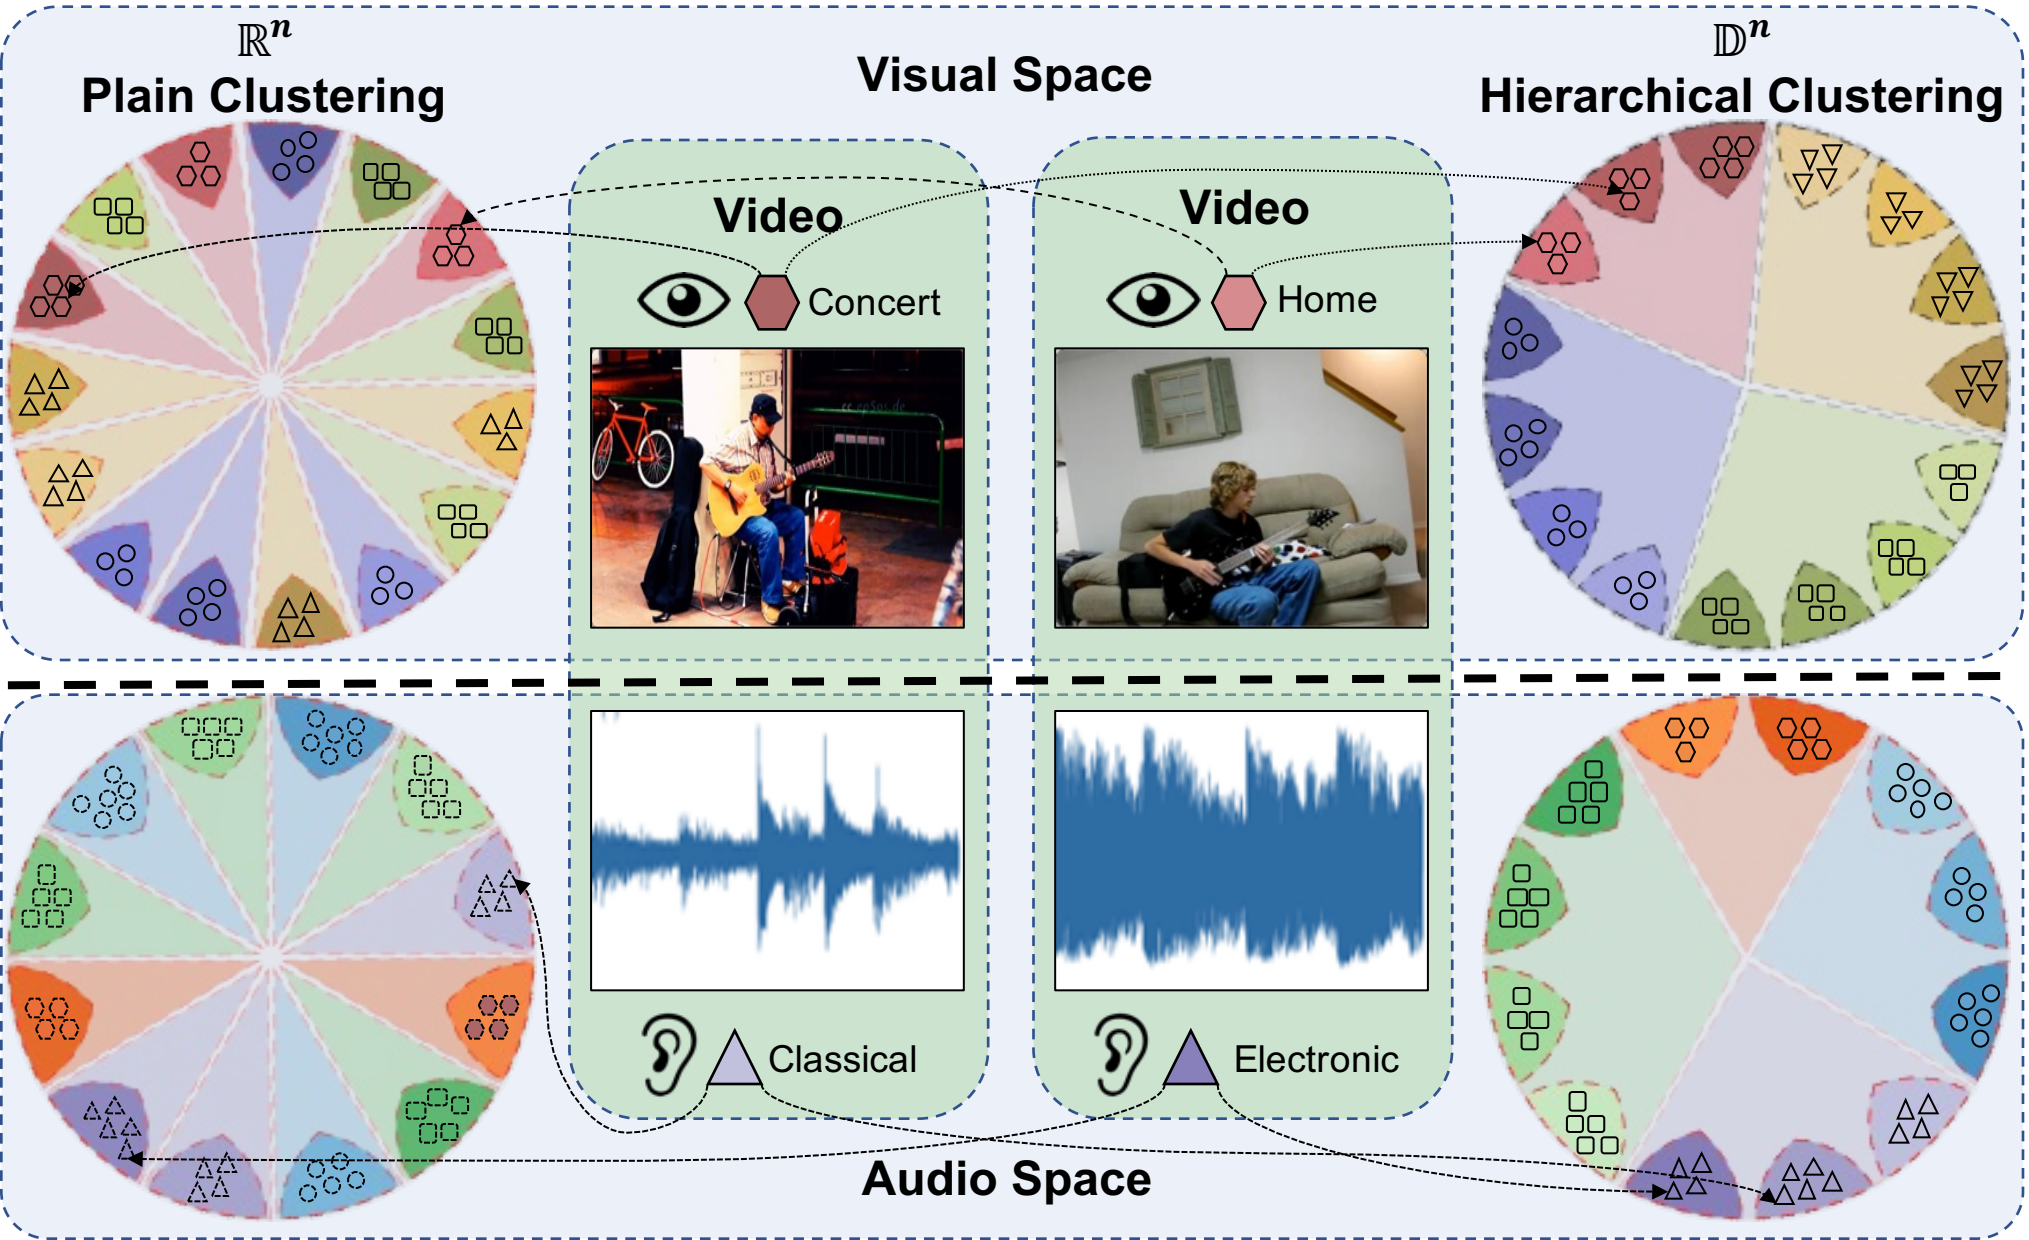 ℝⁿ
Plain Clustering
Visual Space
𝔻ⁿ
Hierarchical Clustering
Video
Concert
Video
Home
Classical
Electronic
Audio Space